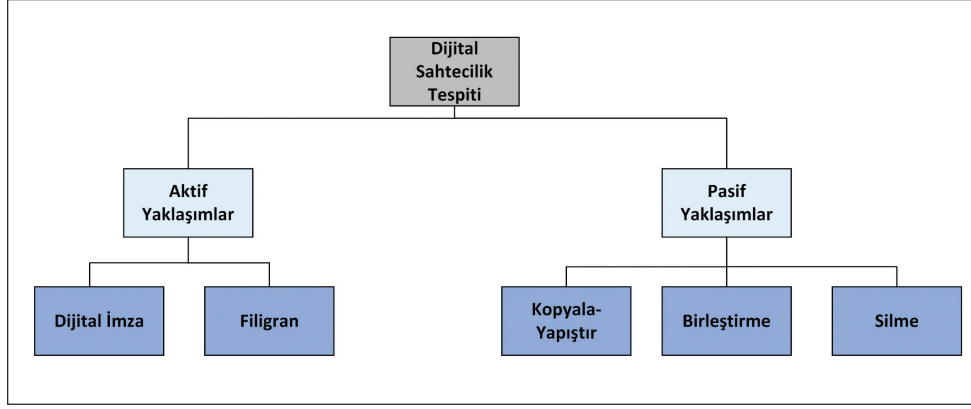 Dijital
Sahtecilik
Tespiti
Aktif
Yaklaşımlar
Pasif
Yaklaşımlar
Dijital İmza
Filigran
Kopyala-
Yapıştır
Birleştirme
Silme